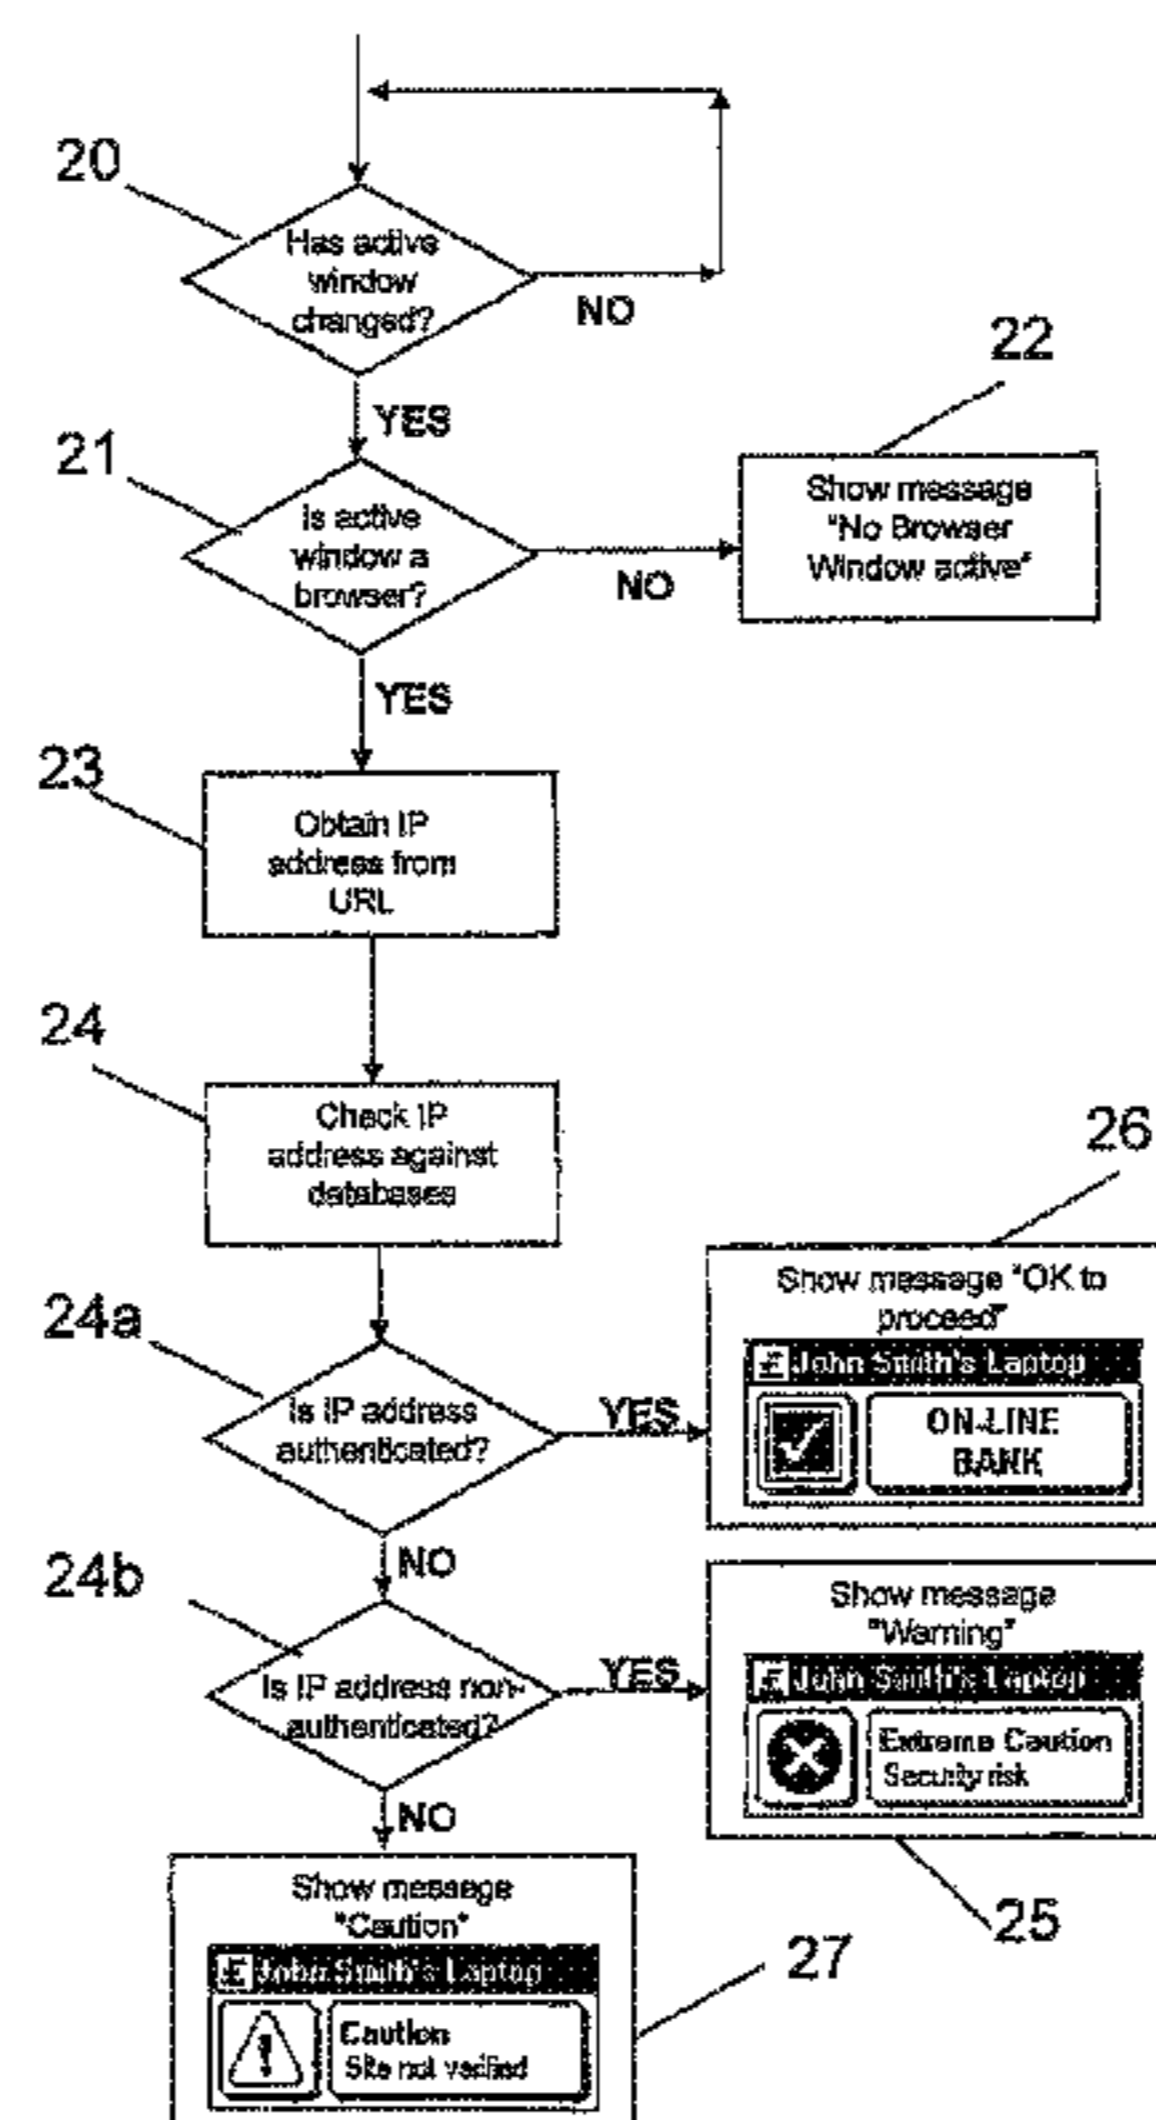 20
Has active
window
changed?
NO
22
YES
21
Is active
window a
browser?
NO
Show message
"No Browser
Window active"
YES
23
Obtain IP
address from
URL
24
Check IP
address against
databases
26
Show message "OK to
proceed"
£ John Smith's Laptop
ON-LINE
BANK
24a
Is IP address
authenticated?
YES
NO
24b
Is IP address non-
authenticated?
YES
Show message
"Warning"
£ John Smith's Laptop
Extreme Caution
Security risk
NO
25
Show message
"Caution"
£ John Smith's Laptop
Caution
Site not verified
27